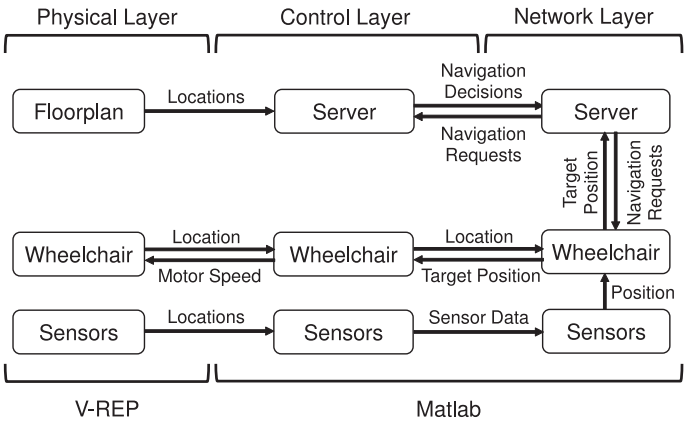 Physical Layer
Control Layer
Network Layer
Floorplan
Locations
Server
Navigation
Decisions
Navigation
Requests
Server
Target
Position
Navigation
Requests
Wheelchair
Location
Motor Speed
Wheelchair
Location
Target Position
Wheelchair
Position
Sensors
Locations
Sensors
Sensor Data
Sensors
V-REP
Matlab